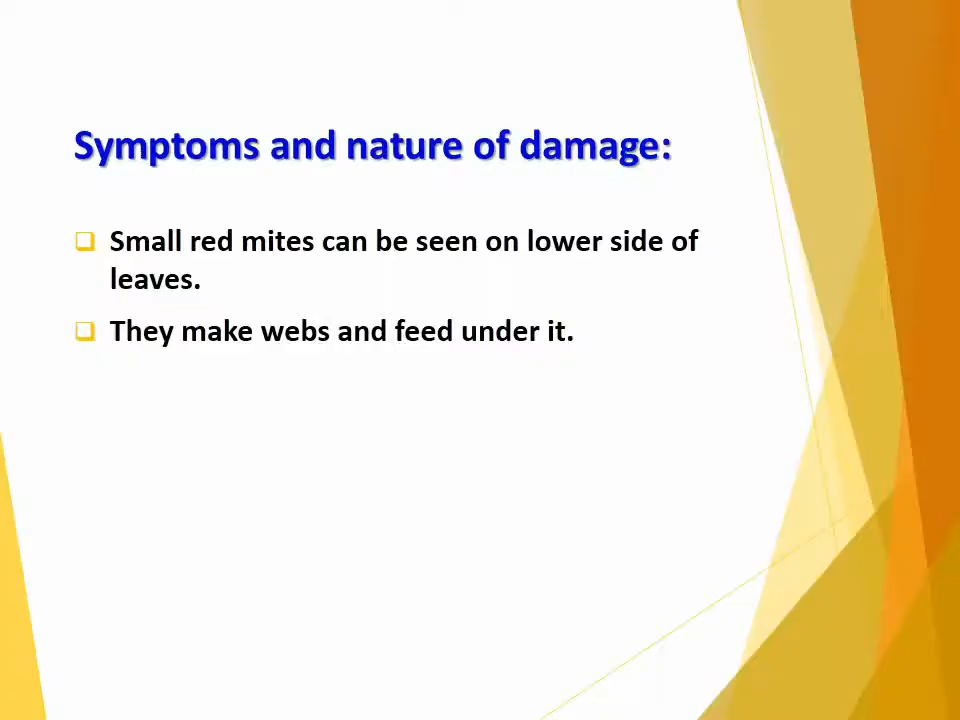 Symptoms and nature of damage:
Small red mites can be seen on lower side of
leaves.
They make webs and feed under it.